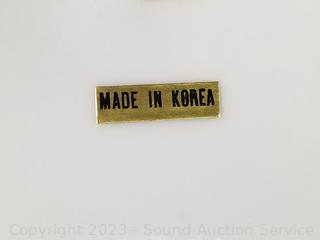 MADE IN KOREA
Copyright 2023 - Sound Auction Service